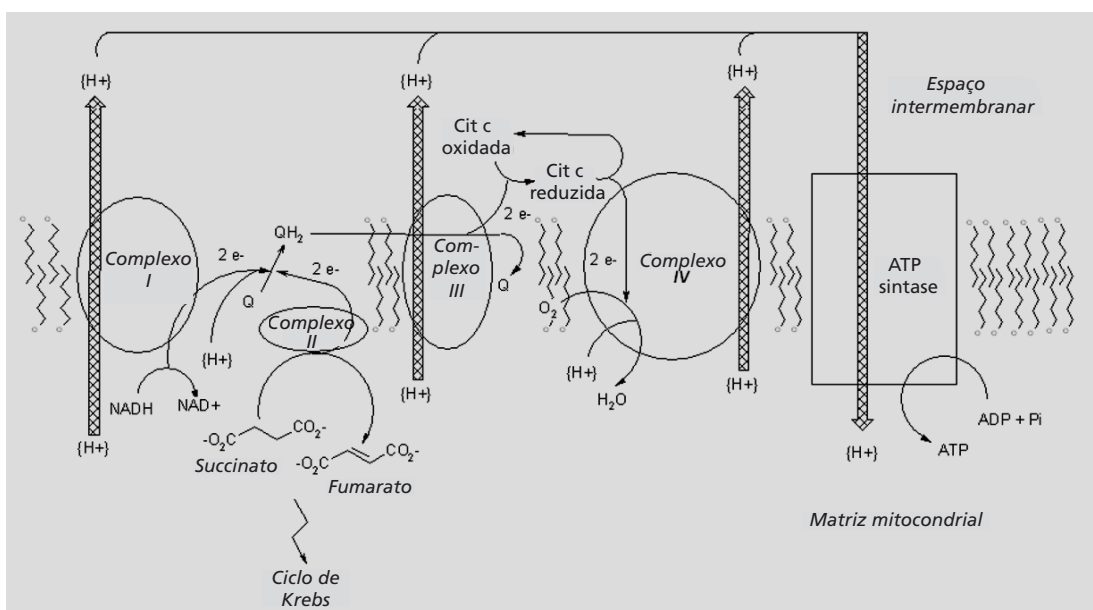 {H+}
{H+}
{H+}
Espaço
intermembranar
Cit c
oxidada
Cit c
reduzida
2 e-
QH2
Complexo
I
2 e-
2 e-
Q
Com-
plexo
III
Q
O2
2 e-
Complexo
IV
ATP
sintase
Complexo
II
{H+}
{H+}
{H+}
{H+}
H2O
NADH
NAD+
{H+}
-O2C
CO2-
Succinato
-O2C
CO2-
Fumarato
ADP + Pi
ATP
{H+}
Matriz mitocondrial
Ciclo de
Krebs